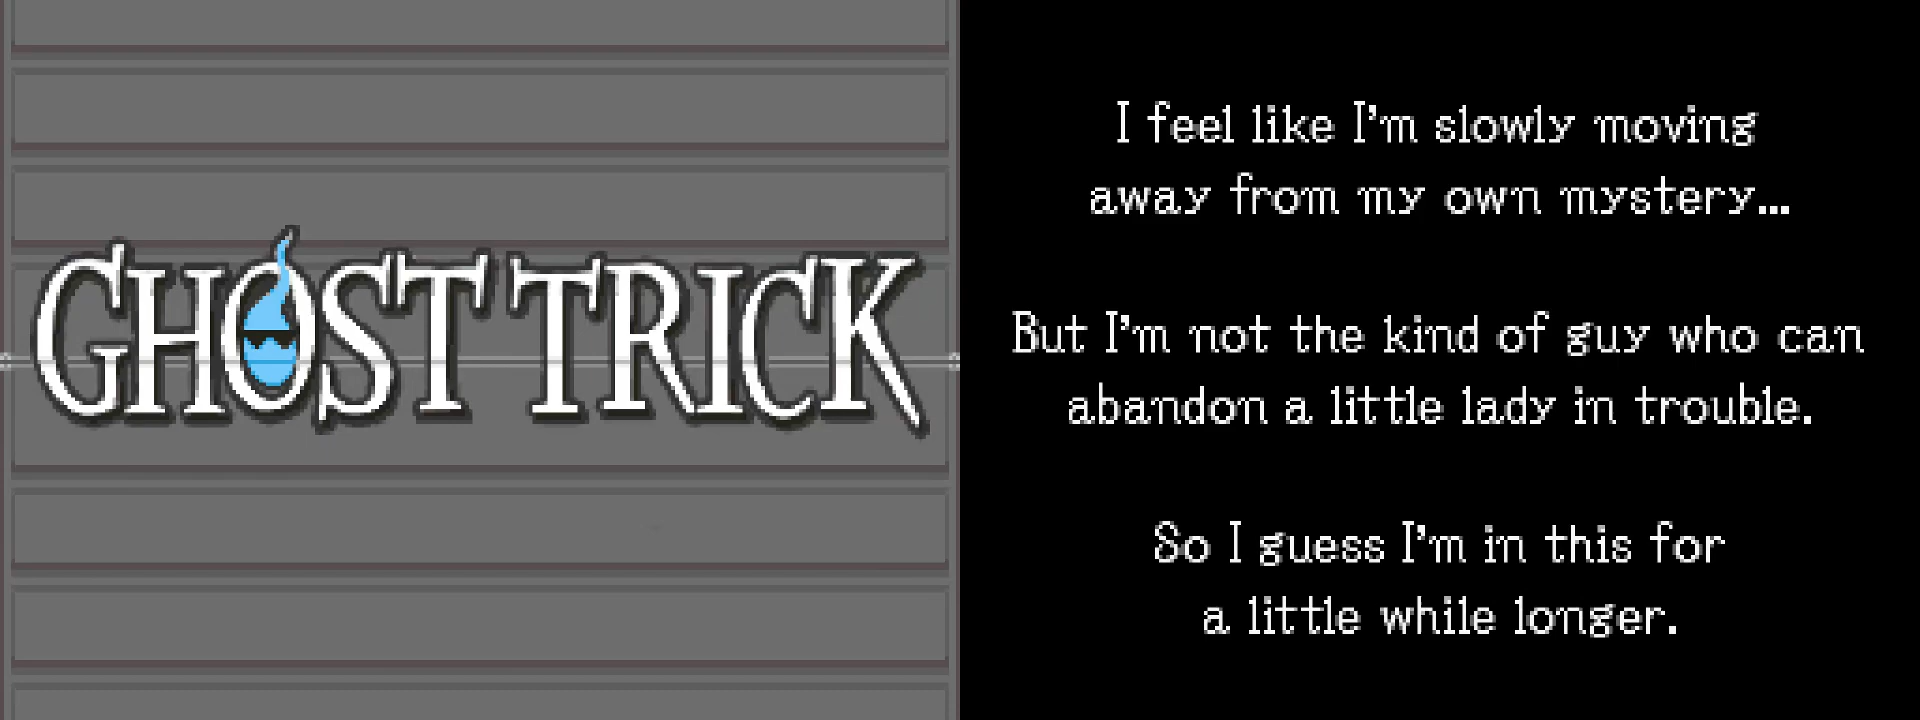 GHOST TRICK
I feel like I'm slowly moving
away from my own mystery...
But I'm not the kind of guy who can
abandon a little lady in trouble.
So I guess I'm in this for
a little while longer.